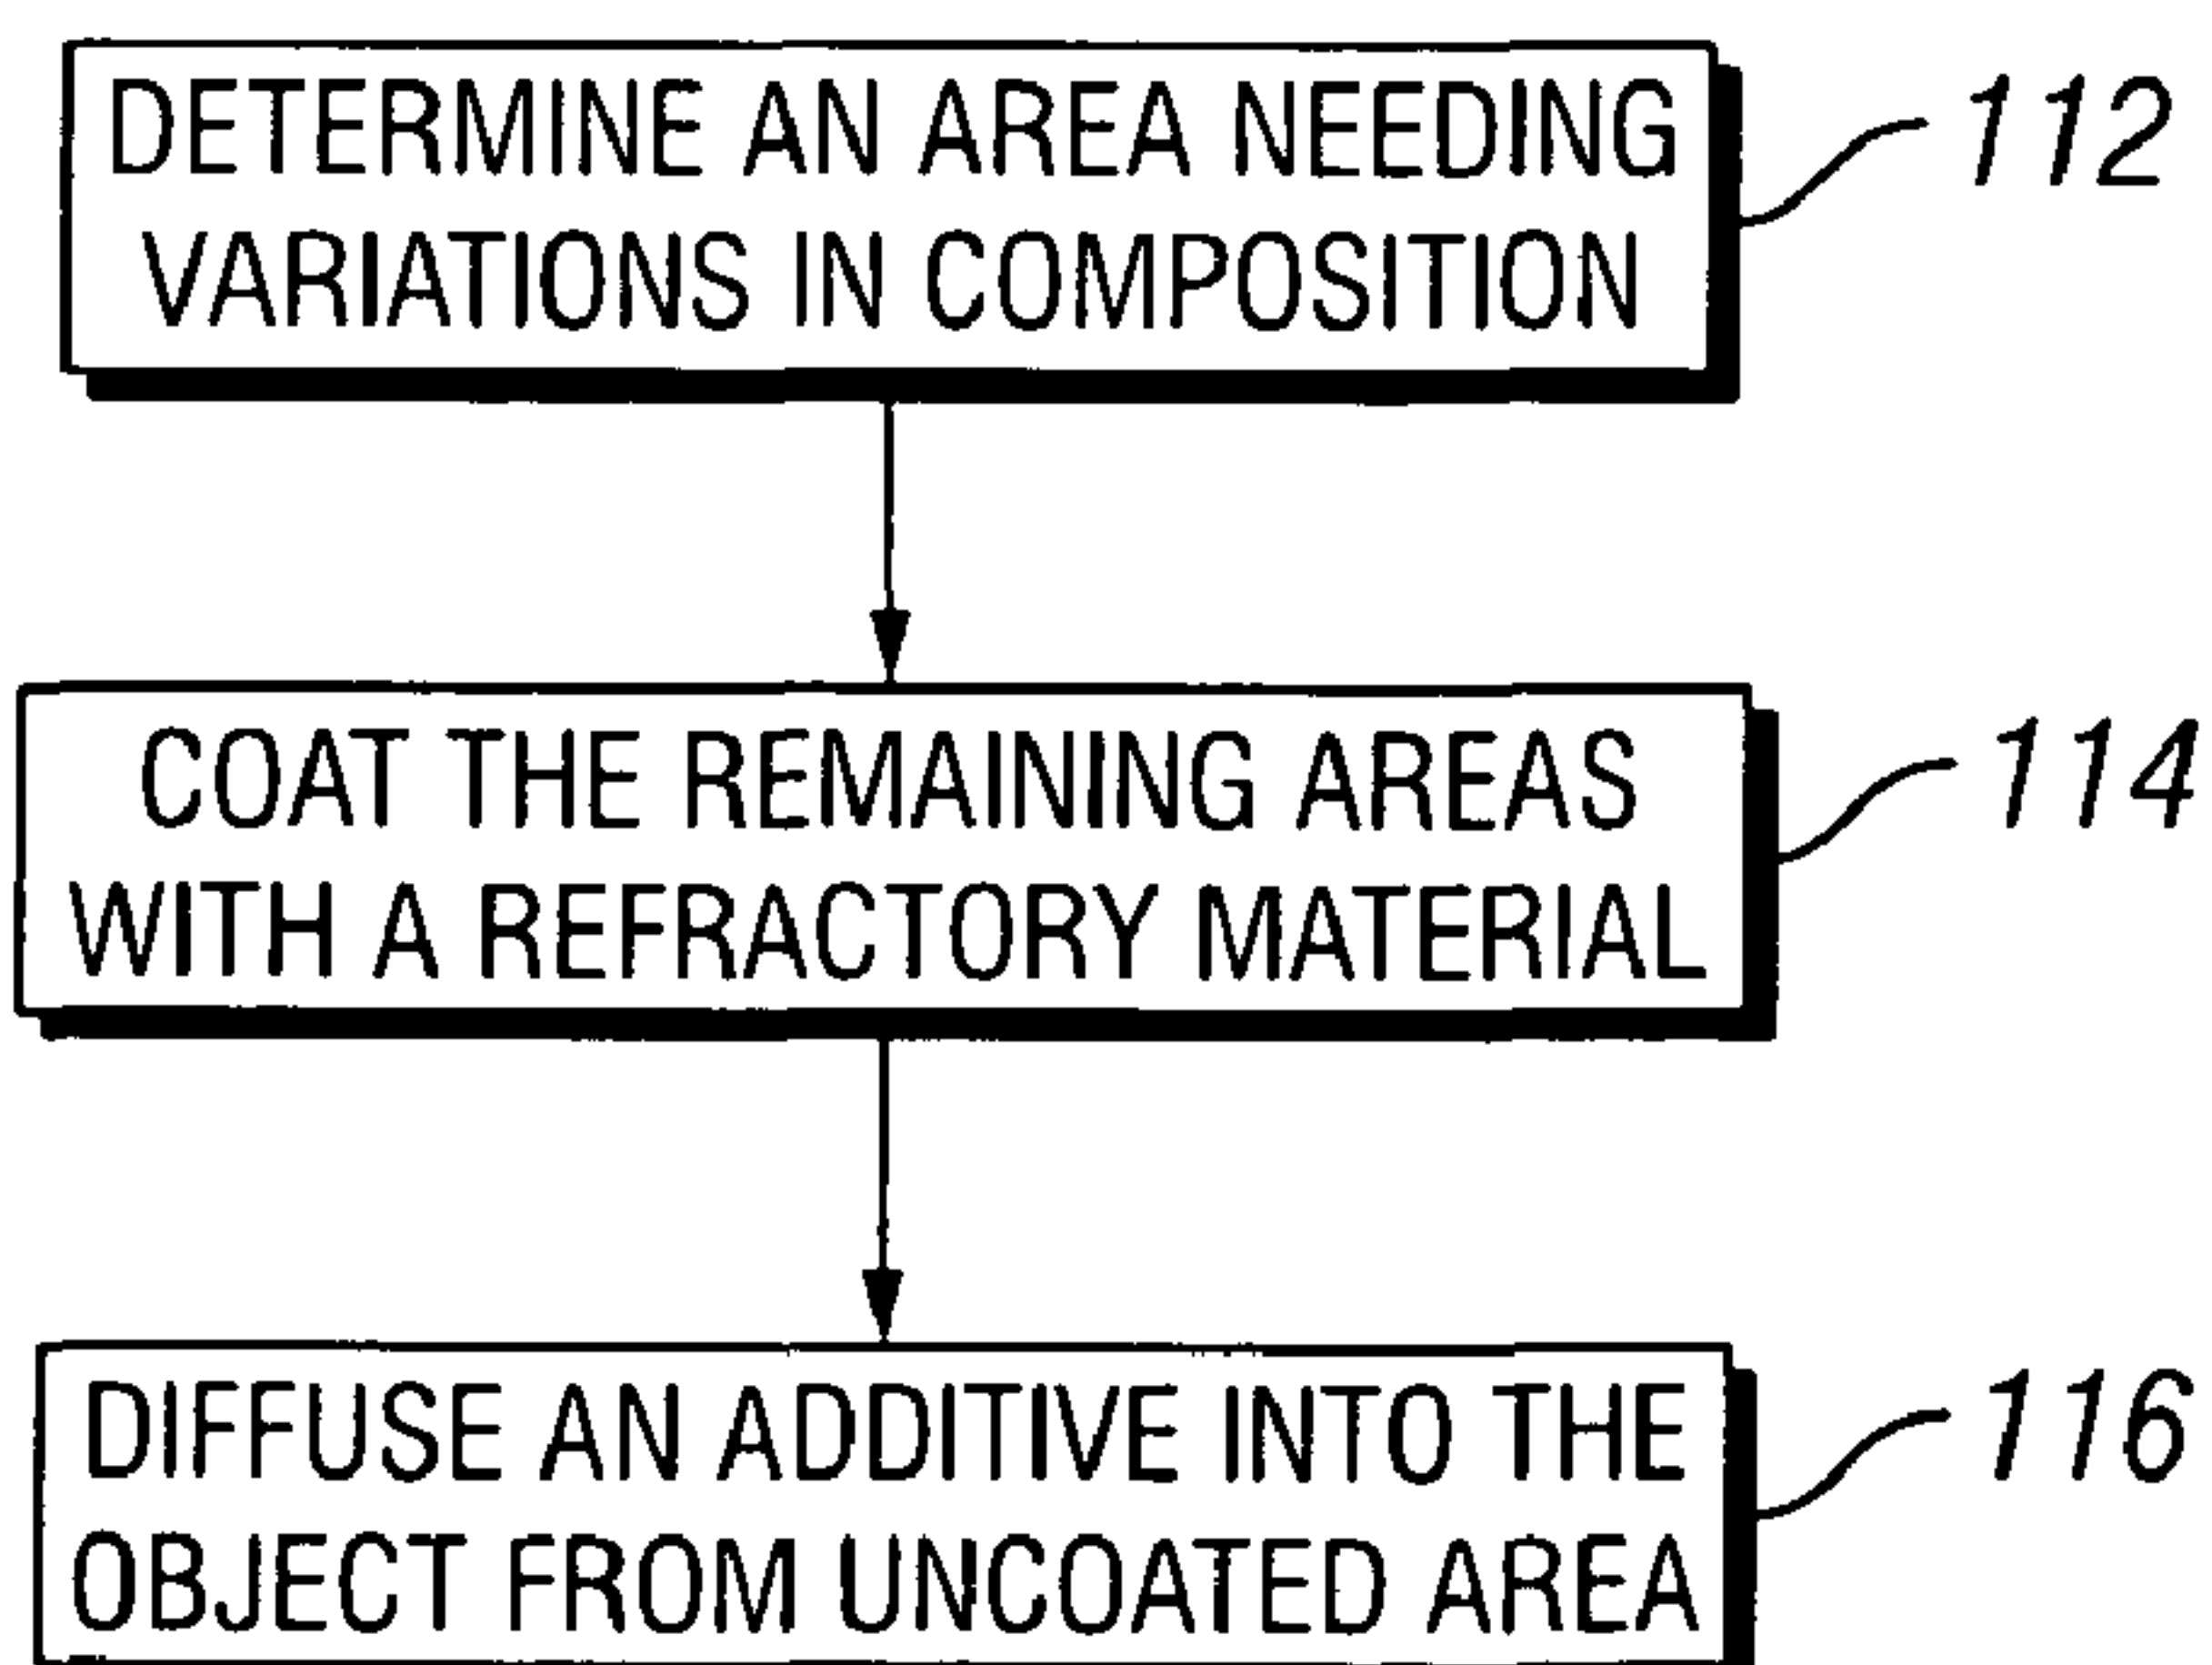 DETERMINE AN AREA NEEDING
VARIATIONS IN COMPOSITION
112
COAT THE REMAINING AREAS
WITH A REFRACTORY MATERIAL
114
DIFFUSE AN ADDITIVE INTO THE
OBJECT FROM UNCOATED AREA
116